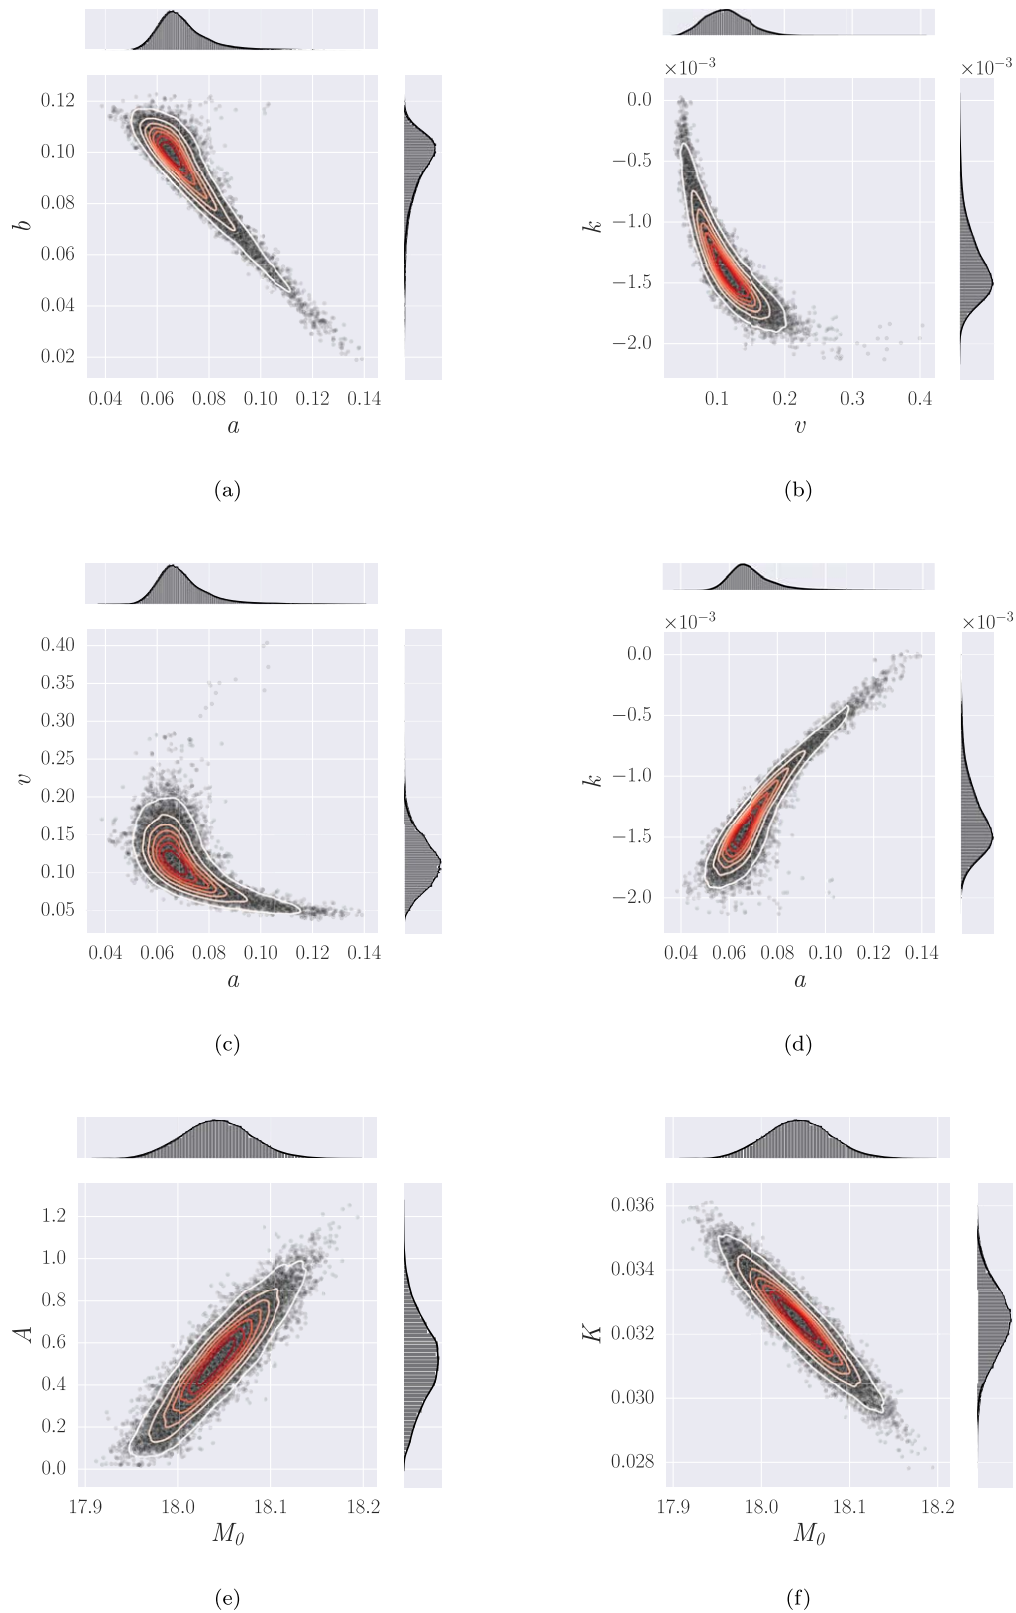 0.12
0.10
0.08
0.06
0.04
0.02
b
0.04 0.06 0.08 0.10 0.12 0.14
a
(a)
×10⁻³ ×10⁻³
0.0
−0.5
−1.0
−1.5
−2.0
k
0.1 0.2 0.3 0.4
v
(b)
0.40
0.35
0.30
0.25
0.20
0.15
0.10
0.05
v
0.04 0.06 0.08 0.10 0.12 0.14
a
(c)
×10⁻³ ×10⁻³
0.0
−0.5
−1.0
−1.5
−2.0
k
0.04 0.06 0.08 0.10 0.12 0.14
a
(d)
1.2
1.0
0.8
0.6
0.4
0.2
0.0
A
17.9 18.0 18.1 18.2
M₀
(e)
0.036
0.034
0.032
0.030
0.028
K
17.9 18.0 18.1 18.2
M₀
(f)